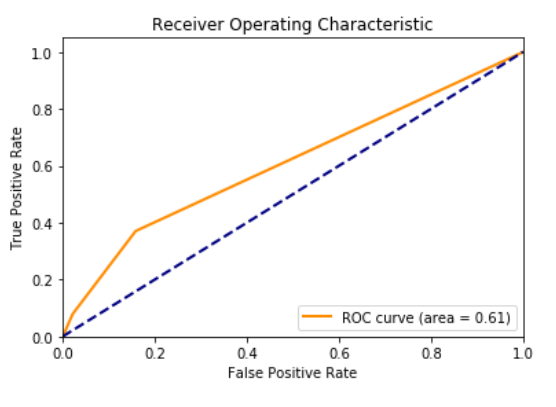 Receiver Operating Characteristic
1.0
0.8
0.6
0.4
0.2
0.0
True Positive Rate
ROC curve (area = 0.61)
0.0 0.2 0.4 0.6 0.8 1.0
False Positive Rate